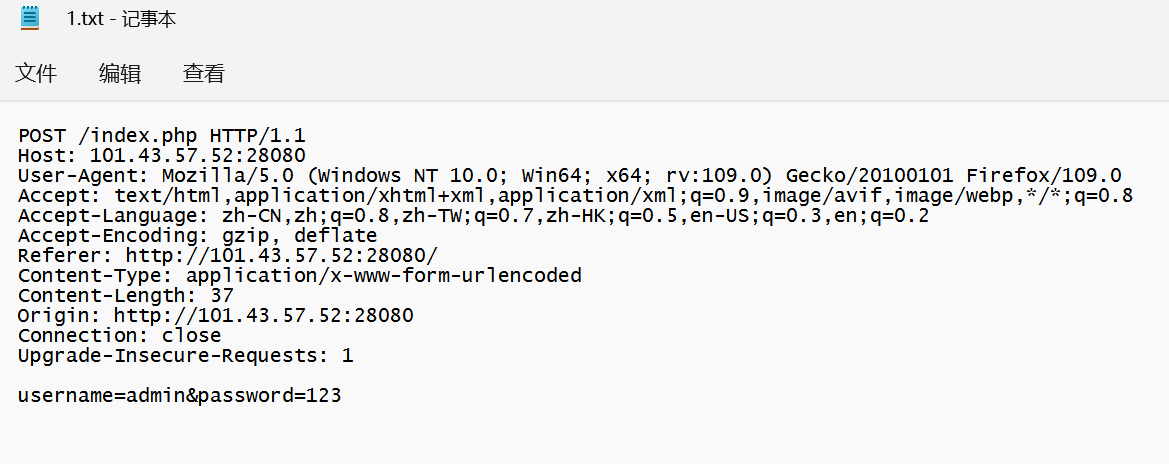 1.txt - 记事本
文件 编辑 查看
POST /index.php HTTP/1.1
Host: 101.43.57.52:28080
User-Agent: Mozilla/5.0 (Windows NT 10.0; Win64; x64; rv:109.0) Gecko/20100101 Firefox/109.0
Accept: text/html,application/xhtml+xml,application/xml;q=0.9,image/avif,image/webp,*/*;q=0.8
Accept-Language: zh-CN,zh;q=0.8,zh-TW;q=0.7,zh-HK;q=0.5,en-US;q=0.3,en;q=0.2
Accept-Encoding: gzip, deflate
Referer: http://101.43.57.52:28080/
Content-Type: application/x-www-form-urlencoded
Content-Length: 37
Origin: http://101.43.57.52:28080
Connection: close
Upgrade-Insecure-Requests: 1
username=admin&password=123